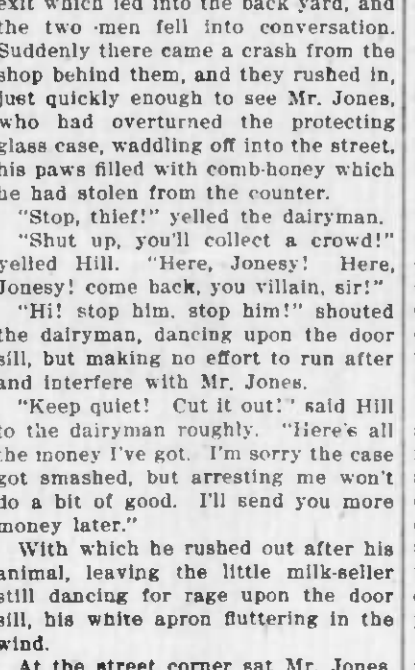 exit which led into the back yard, and
the two men fell into conversation.
Suddenly there came a crash from the
shop behind them, and they rushed in,
just quickly enough to see Mr. Jones,
who had overturned the protecting
glass case, waddling off into the street,
his paws filled with comb-honey which
he had stolen from the counter.
"Stop, thief!" yelled the dairyman.
"Shut up, you'll collect a crowd!"
yelled Hill. "Here, Jonesy! Here,
Jonesy! come back, you villain, sir!"
"Hi! stop him, stop him!" shouted
the dairyman, dancing upon the door
sill, but making no effort to run after
and interfere with Mr. Jones.
"Keep quiet! Cut it out!" said Hill
to the dairyman roughly. "Here's all
the money I've got. I'm sorry the case
got smashed, but arresting me won't
do a bit of good. I'll send you more
money later."
With which he rushed out after his
animal, leaving the little milk-seller
still dancing for rage upon the door
sill, his white apron fluttering in the
wind.
At the street corner sat Mr. Jones,